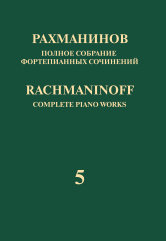 РАХМАНИНОВ
ПОЛНОЕ СОБРАНИЕ
ФОРТЕПИАННЫХ СОЧИНЕНИЙ
RACHMANINOFF
COMPLETE PIANO WORKS
5